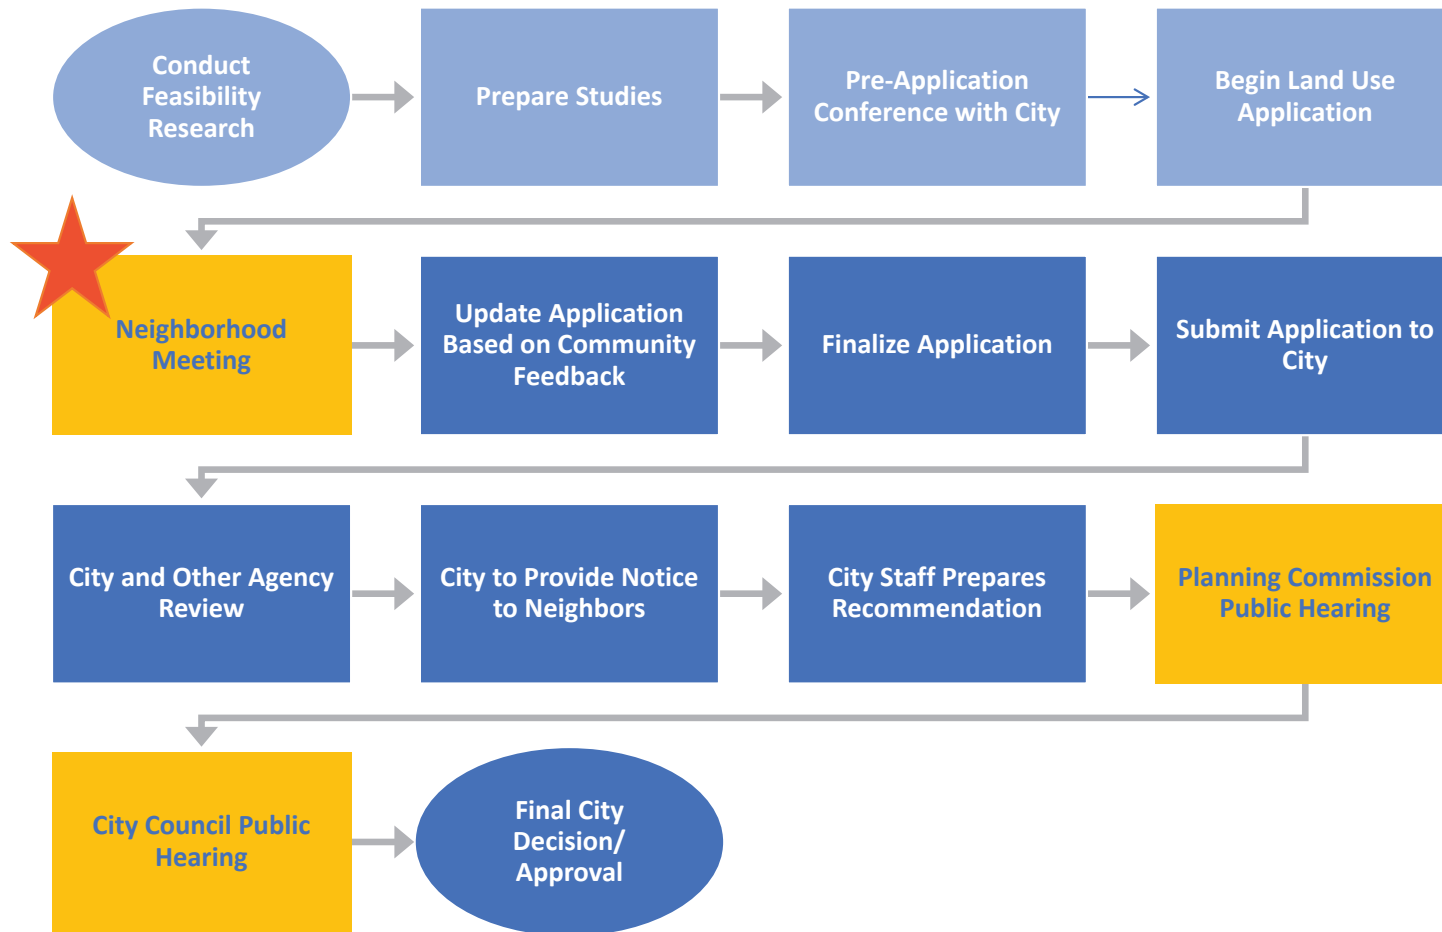 Conduct
Feasibility
Research
Prepare Studies
Pre-Application
Conference with City
Begin Land Use
Application
Neighborhood
Meeting
Update Application
Based on Community
Feedback
Finalize Application
Submit Application to
City
City and Other Agency
Review
City to Provide Notice
to Neighbors
City Staff Prepares
Recommendation
Planning Commission
Public Hearing
City Council Public
Hearing
Final City
Decision/
Approval